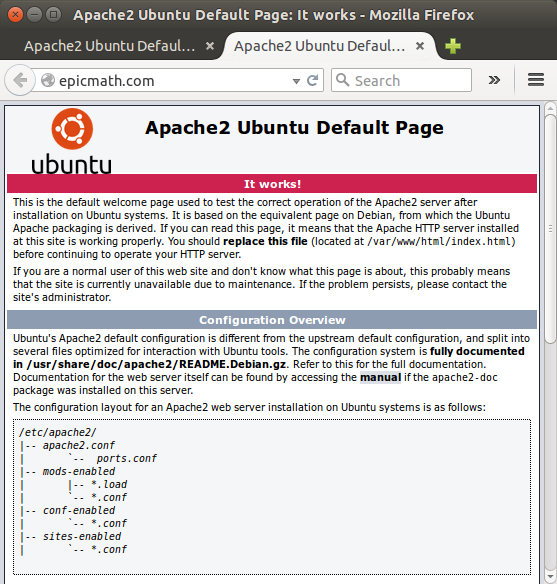 Apache2 Ubuntu Default Page: It works - Mozilla Firefox
Apache2 Ubuntu Defaul... Apache2 Ubuntu Defaul...
epicmath.com Search
Apache2 Ubuntu Default Page
ubuntu
It works!
This is the default welcome page used to test the correct operation of the Apache2 server after
installation on Ubuntu systems. It is based on the equivalent page on Debian, from which the Ubuntu
Apache packaging is derived. If you can read this page, it means that the Apache HTTP server installed
at this site is working properly. You should replace this file (located at /var/www/html/index.html)
before continuing to operate your HTTP server.
If you are a normal user of this web site and don't know what this page is about, this probably means
that the site is currently unavailable due to maintenance. If the problem persists, please contact the
site's administrator.
Configuration Overview
Ubuntu's Apache2 default configuration is different from the upstream default configuration, and split into
several files optimized for interaction with Ubuntu tools. The configuration system is fully documented
in /usr/share/doc/apache2/README.Debian.gz. Refer to this for the full documentation.
Documentation for the web server itself can be found by accessing the manual if the apache2-doc
package was installed on this server.
The configuration layout for an Apache2 web server installation on Ubuntu systems is as follows:
/etc/apache2/
|-- apache2.conf
|       `--  ports.conf
|-- mods-enabled
|       |-- *.load
|       `-- *.conf
|-- conf-enabled
|       `-- *.conf
|-- sites-enabled
|       `-- *.conf